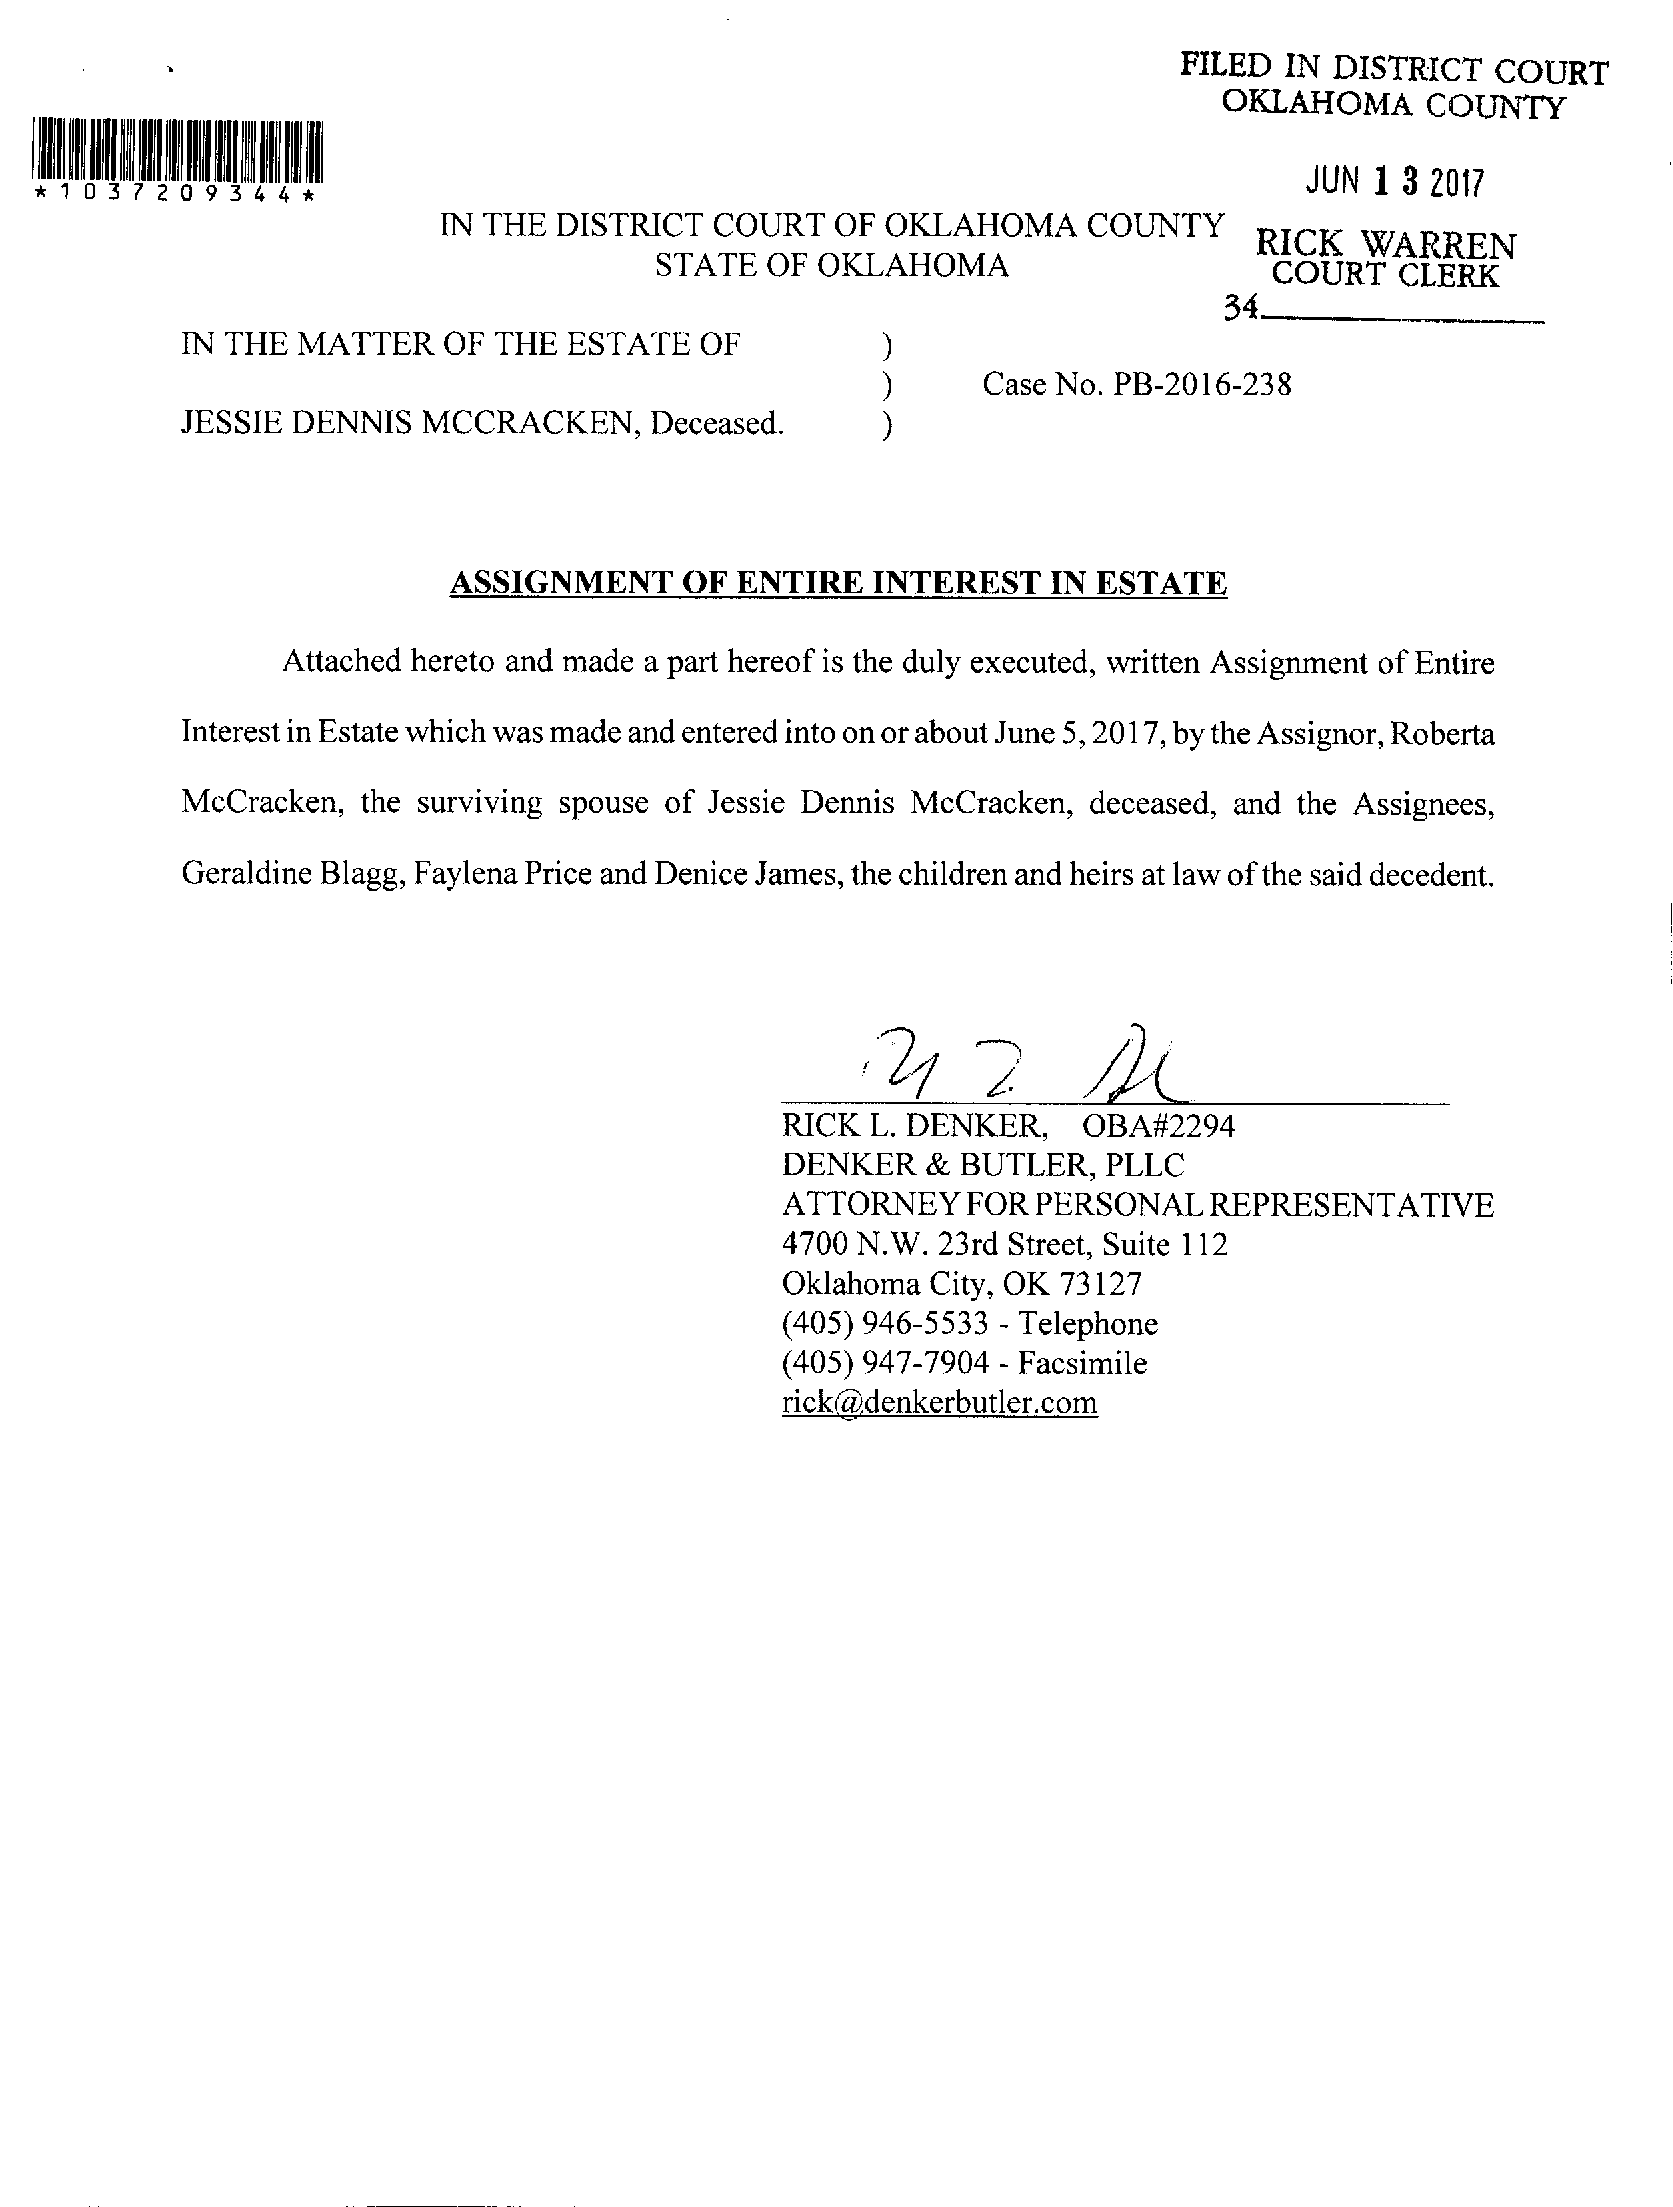 FILED IN DISTRICT COURT
OKLAHOMA COUNTY
JUN 13 2017
RICK WARREN
COURT CLERK
34
*1037209344*
IN THE DISTRICT COURT OF OKLAHOMA COUNTY
STATE OF OKLAHOMA
IN THE MATTER OF THE ESTATE OF )
) Case No. PB-2016-238
JESSIE DENNIS MCCRACKEN, Deceased. )
ASSIGNMENT OF ENTIRE INTEREST IN ESTATE
Attached hereto and made a part hereof is the duly executed, written Assignment of Entire
Interest in Estate which was made and entered into on or about June 5, 2017, by the Assignor, Roberta
McCracken, the surviving spouse of Jessie Dennis McCracken, deceased, and the Assignees,
Geraldine Blagg, Faylena Price and Denice James, the children and heirs at law of the said decedent.
RICK L. DENKER, OBA#2294
DENKER & BUTLER, PLLC
ATTORNEY FOR PERSONAL REPRESENTATIVE
4700 N.W. 23rd Street, Suite 112
Oklahoma City, OK 73127
(405) 946-5533 - Telephone
(405) 947-7904 - Facsimile
rick@denkerbutler.com